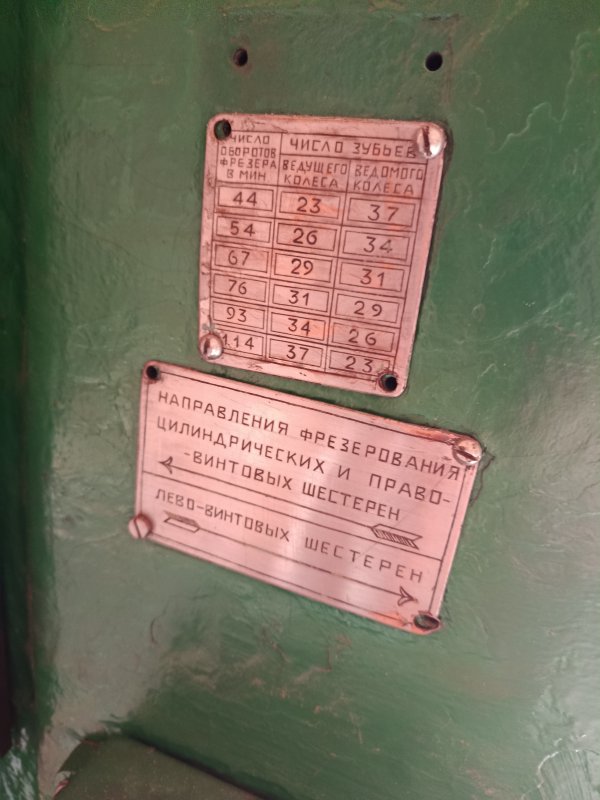 ЧИСЛО ОБОРОТОВ ФРЕЗЕРА В МИН
ЧИСЛО ЗУБЬЕВ
ВЕДУЩЕГО КОЛЕСА
ВЕДОМОГО КОЛЕСА
44 23 37
54 26 34
67 29 31
76 31 29
93 34 26
114 37 23
НАПРАВЛЕНИЯ ФРЕЗЕРОВАНИЯ
ЦИЛИНДРИЧЕСКИХ И ПРАВО-
-ВИНТОВЫХ ШЕСТЕРЕН
ЛЕВО-ВИНТОВЫХ ШЕСТЕРЕН